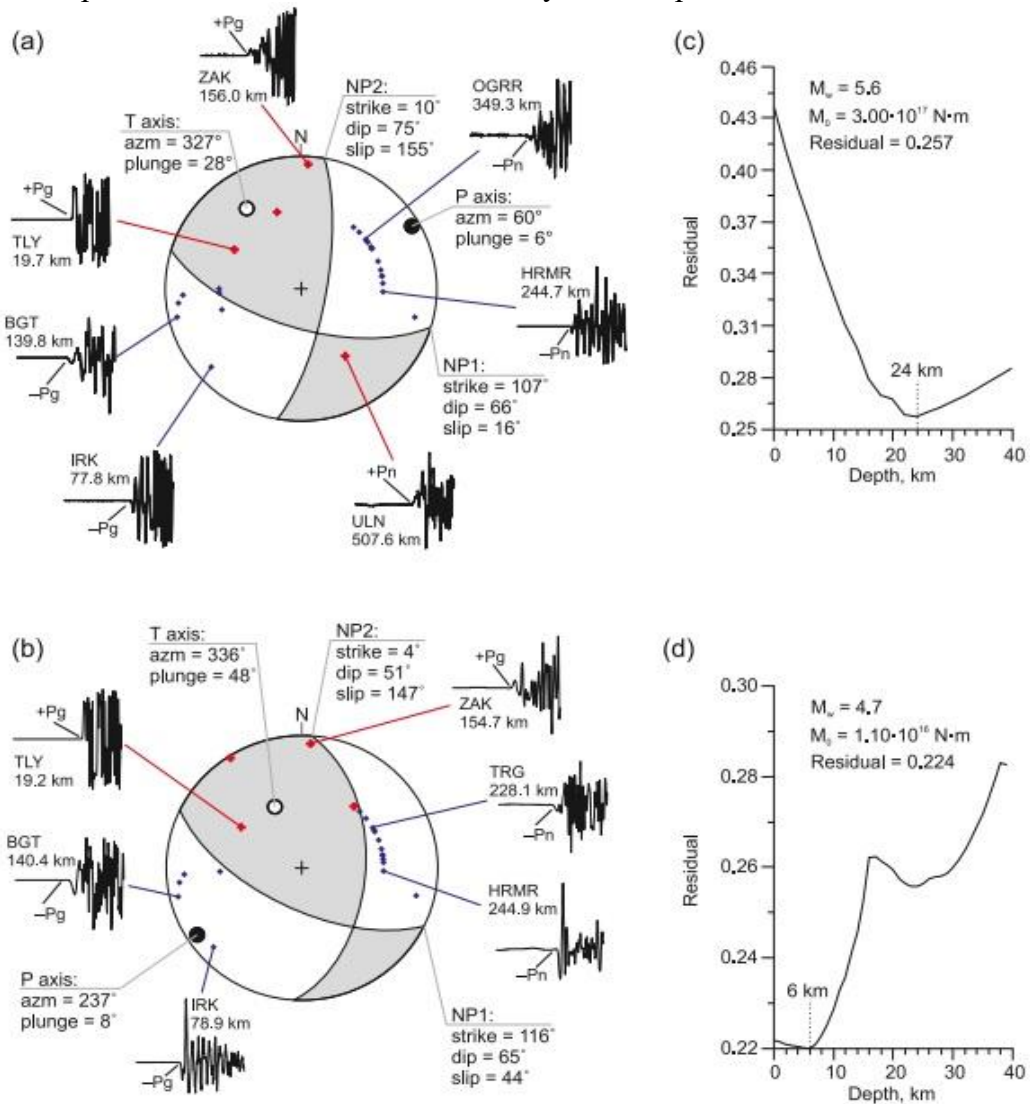 (a)
+Pg
ZAK
156.0 km
T axis:
azm = 327°
plunge = 28°
N
NP2:
strike = 10°
dip = 75°
slip = 155°
OGRR
349.3 km
–Pn
P axis:
azm = 60°
plunge = 6°
+Pg
TLY
19.7 km
HRMR
244.7 km
–Pn
BGT
139.8 km
–Pg
NP1:
strike = 107°
dip = 66°
slip = 16°
IRK
77.8 km
–Pg
+Pn
ULN
507.6 km
(c)
0.46
0.43
0.40
0.37
0.34
0.31
0.28
0.25
Residual
Mw = 5.6
M0 = 3.00·10¹⁷ N·m
Residual = 0.257
24 km
0 10 20 30 40
Depth, km
(b)
T axis:
azm = 336°
plunge = 48°
N
NP2:
strike = 4°
dip = 51°
slip = 147°
+Pg
ZAK
154.7 km
+Pg
TLY
19.2 km
TRG
228.1 km
–Pn
BGT
140.4 km
–Pg
HRMR
244.9 km
–Pn
P axis:
azm = 237°
plunge = 8°
IRK
78.9 km
–Pg
NP1:
strike = 116°
dip = 65°
slip = 44°
(d)
0.30
0.28
0.26
0.24
0.22
Residual
Mw = 4.7
M0 = 1.10·10¹⁶ N·m
Residual = 0.224
6 km
0 10 20 30 40
Depth, km